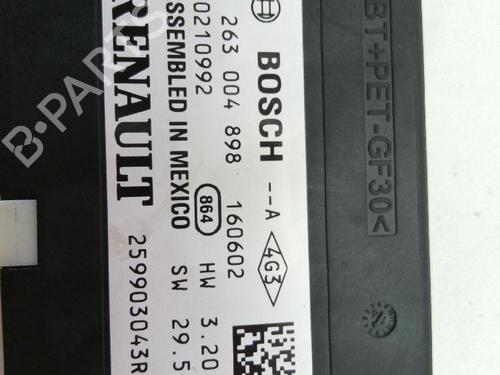 BOSCH --A 4G3
263 004 898 160602
0210992 864 HW 3.20
ASSEMBLED IN MEXICO SW 29.5
RENAULT 259903043R
BT+PET-GF30<
B-PARTS